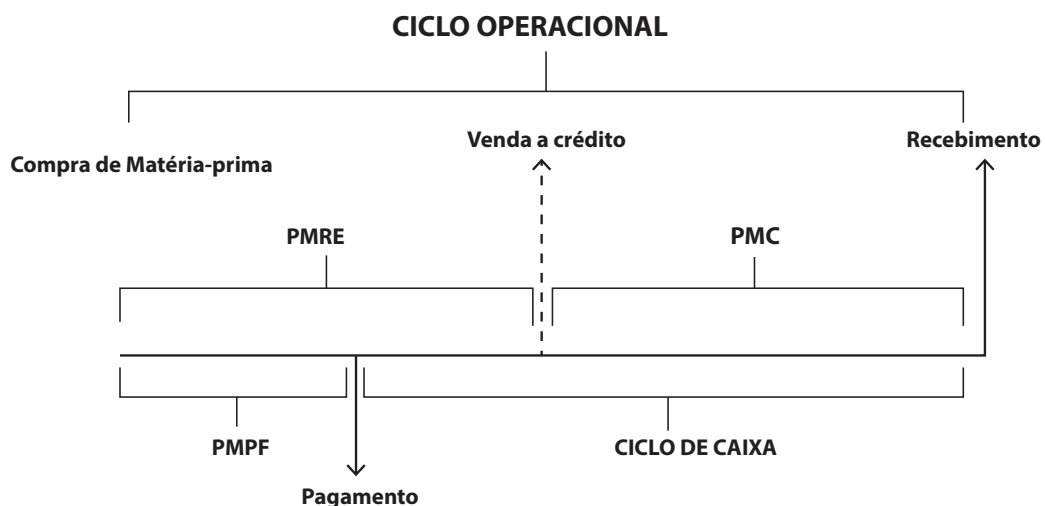 CICLO OPERACIONAL
Venda a crédito
Recebimento
Compra de Matéria-prima
PMRE
PMC
PMPF
CICLO DE CAIXA
Pagamento